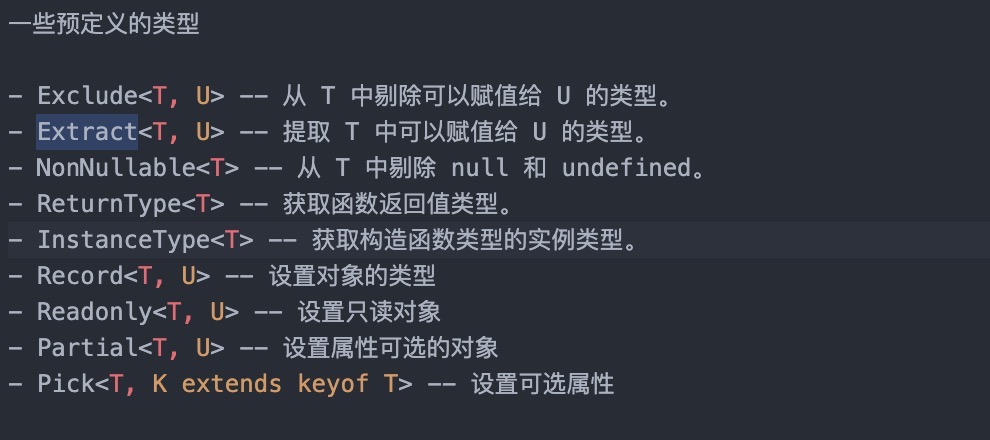 一些预定义的类型
- Exclude<T, U> -- 从 T 中剔除可以赋值给 U 的类型。
- Extract<T, U> -- 提取 T 中可以赋值给 U 的类型。
- NonNullable<T> -- 从 T 中剔除 null 和 undefined。
- ReturnType<T> -- 获取函数返回值类型。
- InstanceType<T> -- 获取构造函数类型的实例类型。
- Record<T, U> -- 设置对象的类型
- Readonly<T, U> -- 设置只读对象
- Partial<T, U> -- 设置属性可选的对象
- Pick<T, K extends keyof T> -- 设置可选属性